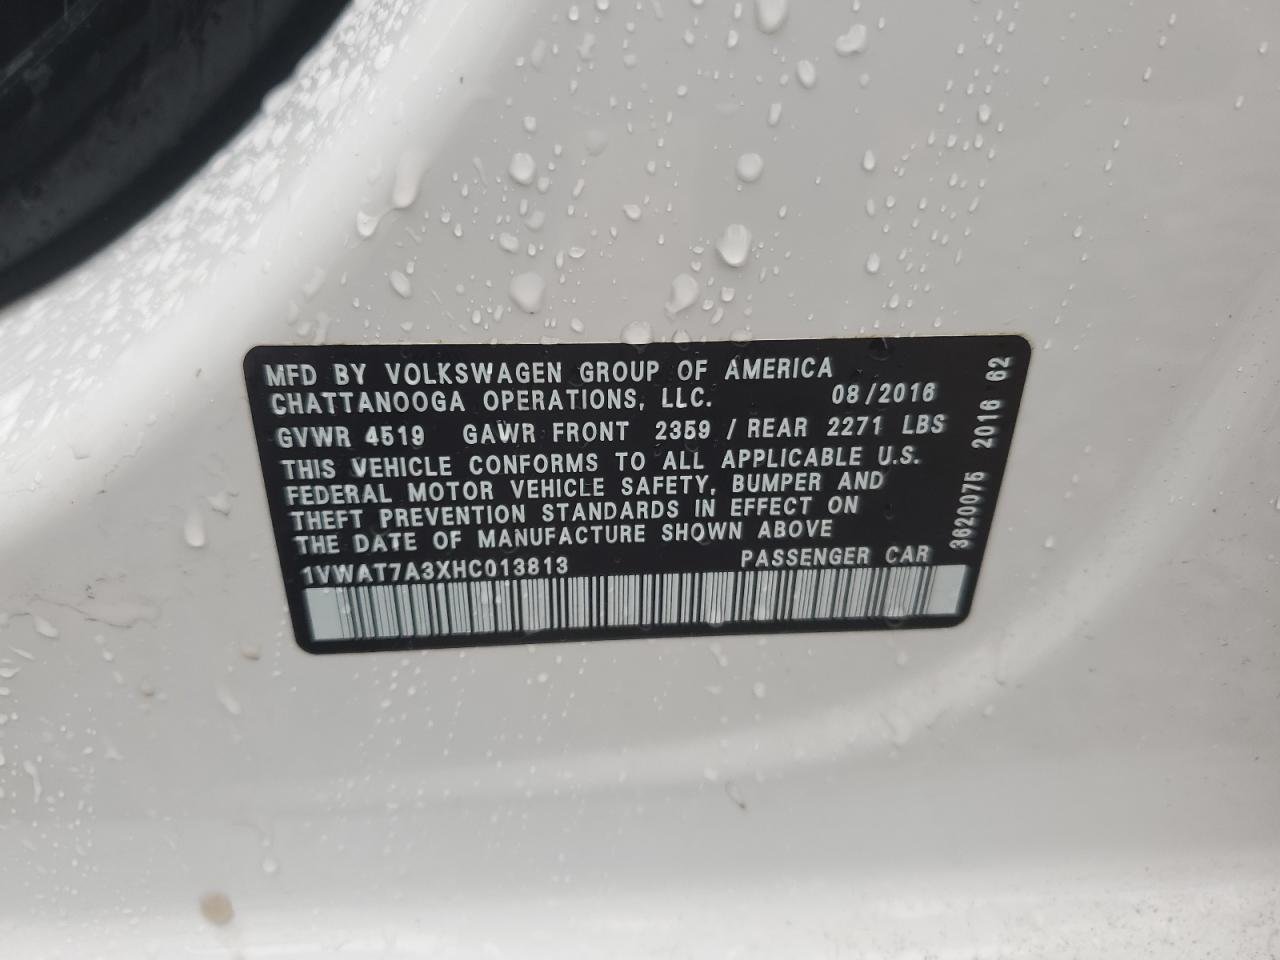 MFD BY VOLKSWAGEN GROUP OF AMERICA
CHATTANOOGA OPERATIONS, LLC. 08/2016
GVWR 4519 GAWR FRONT 2359 / REAR 2271 LBS
THIS VEHICLE CONFORMS TO ALL APPLICABLE U.S.
FEDERAL MOTOR VEHICLE SAFETY, BUMPER AND
THEFT PREVENTION STANDARDS IN EFFECT ON
THE DATE OF MANUFACTURE SHOWN ABOVE
1VWAT7A3XHC013813 PASSENGER CAR
3620075 2016 62